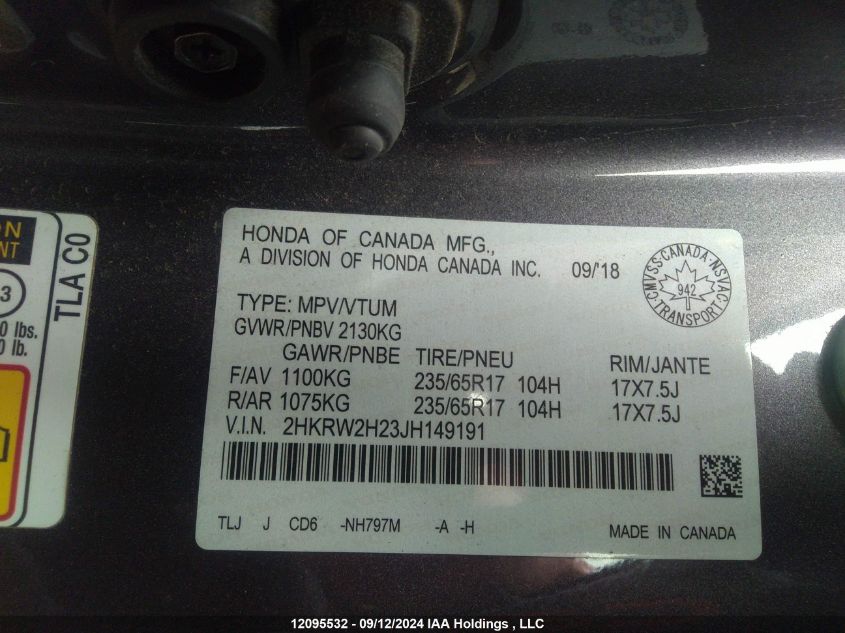 HONDA OF CANADA MFG.,
A DIVISION OF HONDA CANADA INC. 09/'18
CMVSS-CANADA-NSVAC
942
TRANSPORT
TYPE: MPV/VTUM
GVWR/PNBV 2130KG
GAWR/PNBE TIRE/PNEU RIM/JANTE
F/AV 1100KG 235/65R17 104H 17X7.5J
R/AR 1075KG 235/65R17 104H 17X7.5J
V.I.N. 2HKRW2H23JH149191
TLJ J CD6 -NH797M -A -H MADE IN CANADA
TLA C0
lbs.
lb.
12095532 - 09/12/2024 IAA Holdings , LLC